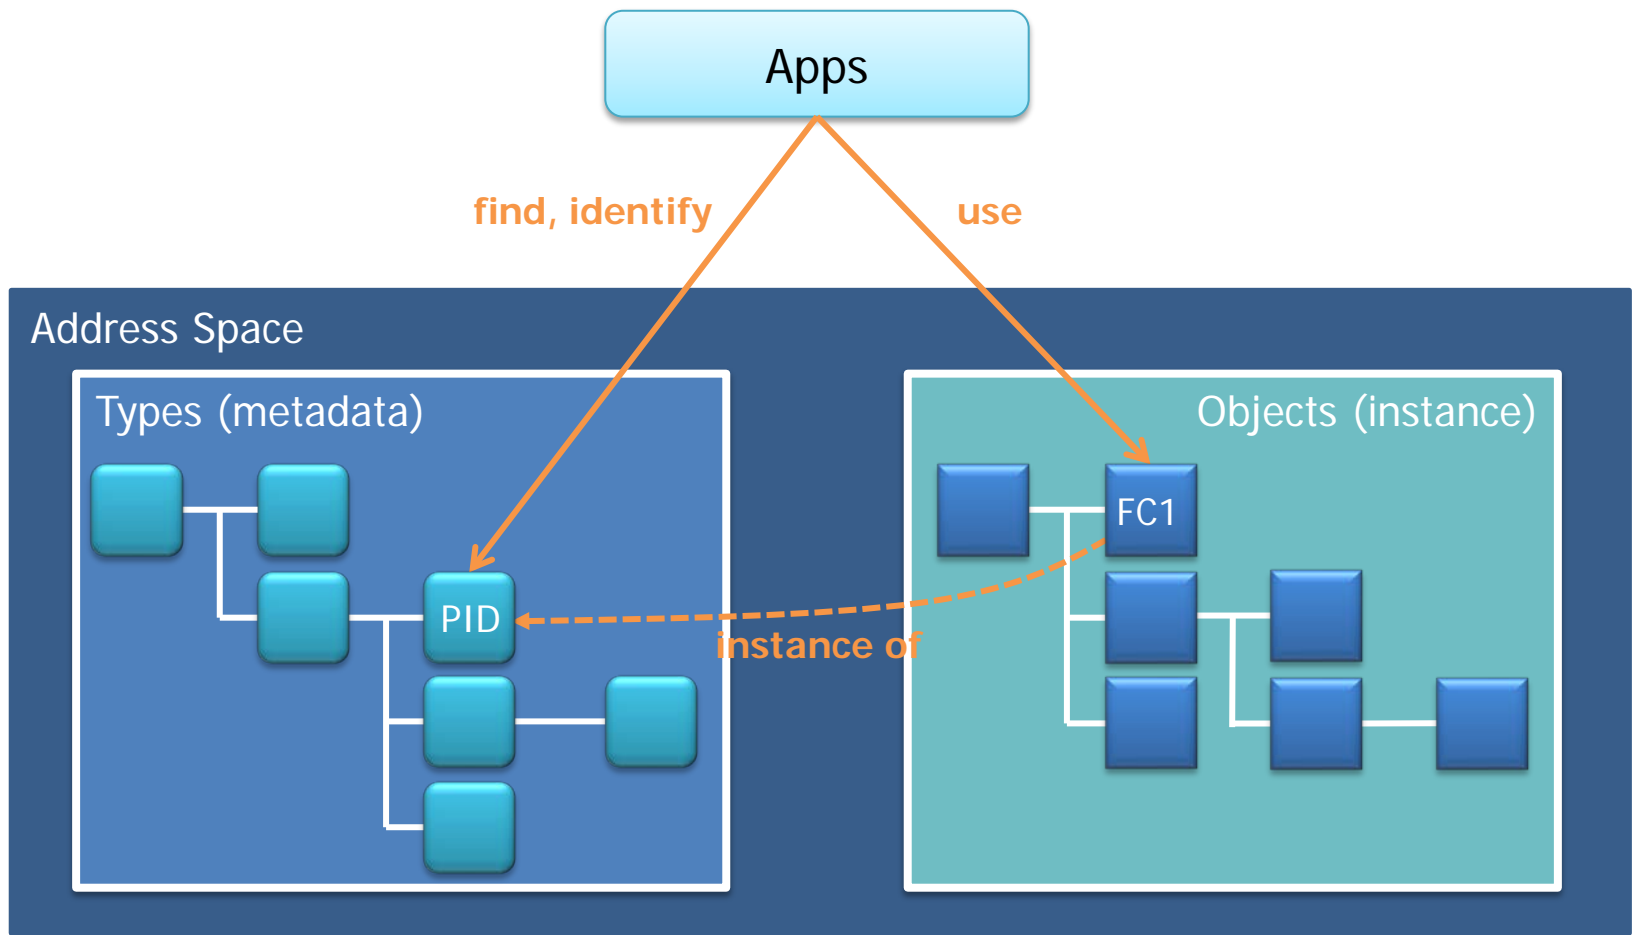 Apps
find, identify
use
Address Space
Types (metadata)
Objects (instance)
FC1
PID
instance of